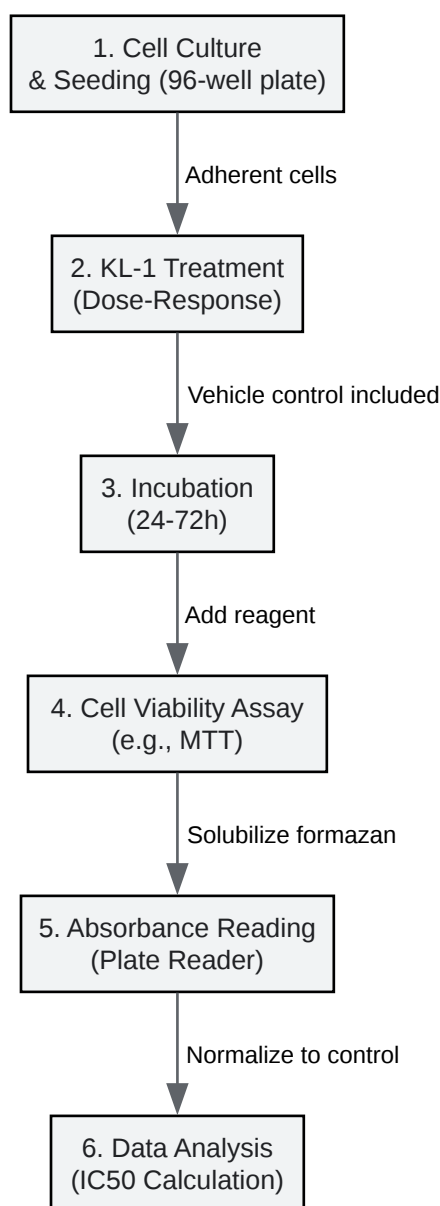 1. Cell Culture
& Seeding (96-well plate)
Adherent cells
2. KL-1 Treatment
(Dose-Response)
Vehicle control included
3. Incubation
(24-72h)
Add reagent
4. Cell Viability Assay
(e.g., MTT)
Solubilize formazan
5. Absorbance Reading
(Plate Reader)
Normalize to control
6. Data Analysis
(IC50 Calculation)